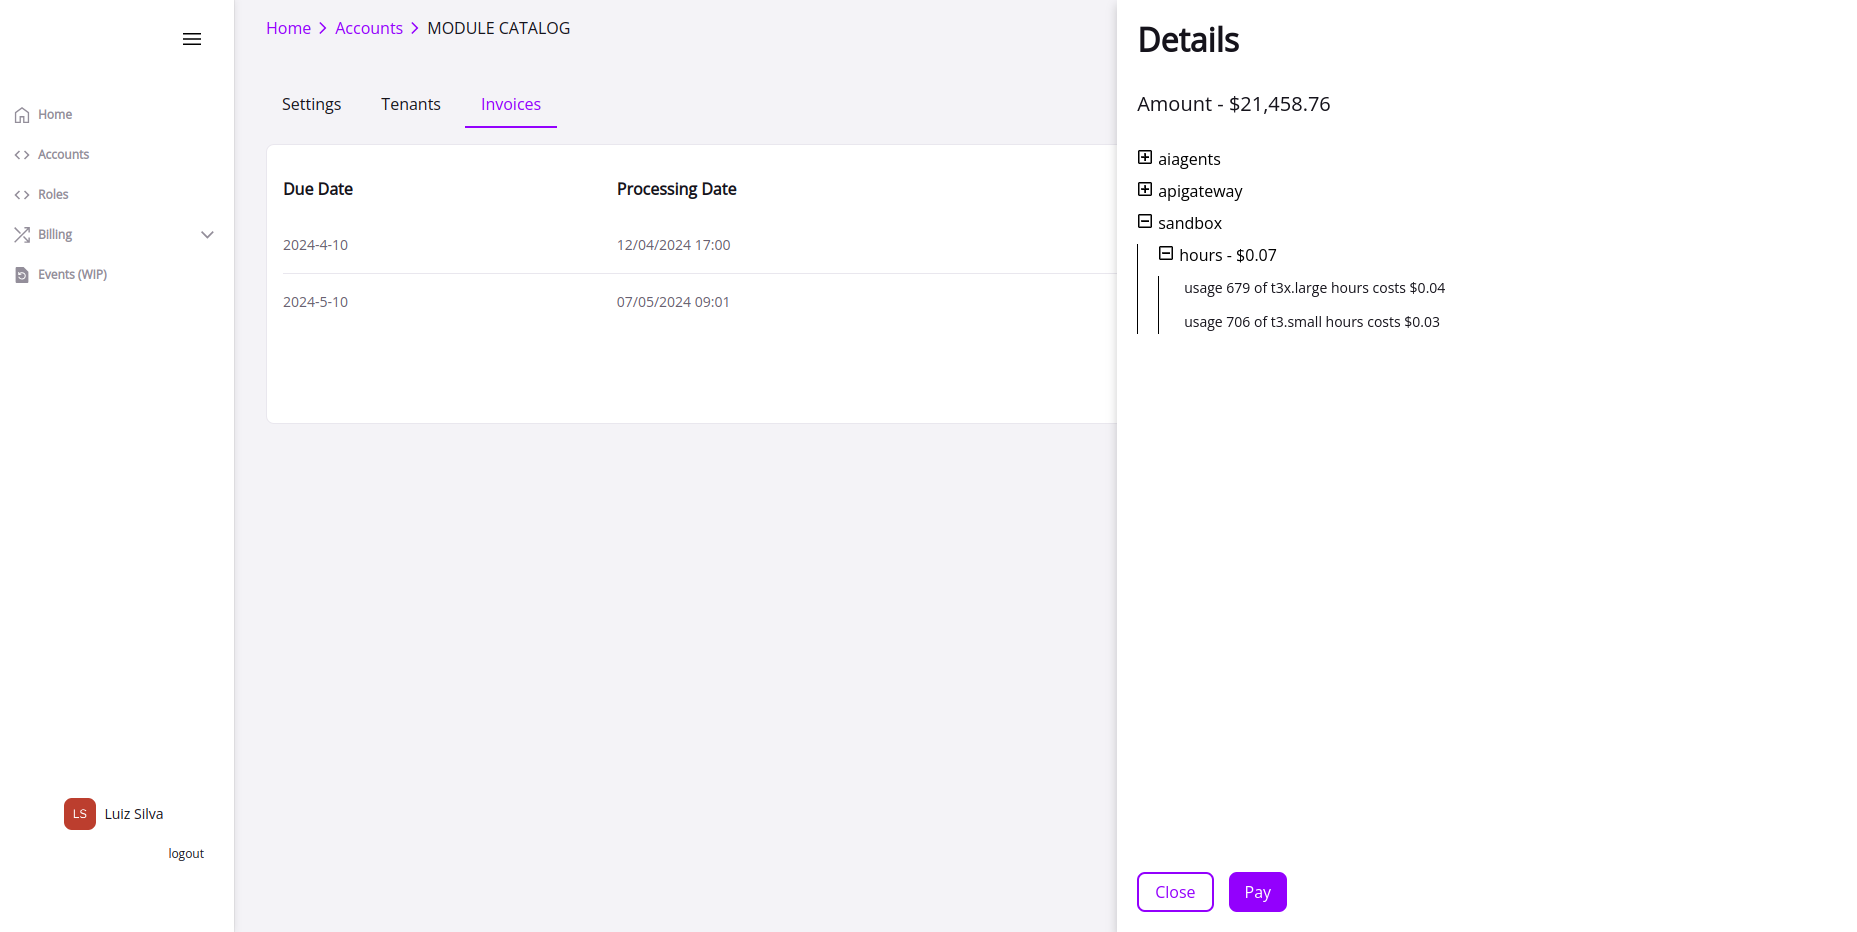 Home
Accounts
Roles
Billing
Events (WIP)
LS
Luiz Silva
logout
Home > Accounts > MODULE CATALOG
Settings Tenants Invoices
Due Date Processing Date
2024-4-10 12/04/2024 17:00
2024-5-10 07/05/2024 09:01
Details
Amount - $21,458.76
aiagents
apigateway
sandbox
hours - $0.07
usage 679 of t3x.large hours costs $0.04
usage 706 of t3.small hours costs $0.03
Close Pay